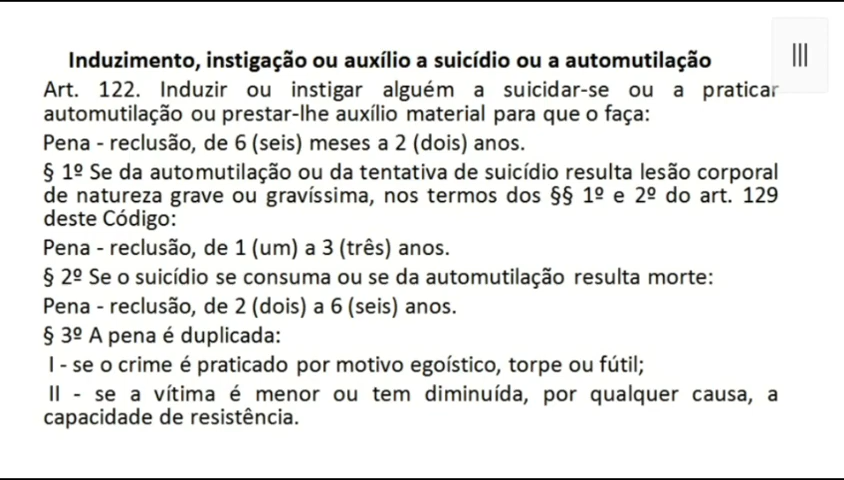 Induzimento, instigação ou auxílio a suicídio ou a automutilação
Art. 122. Induzir ou instigar alguém a suicidar-se ou a praticar
automutilação ou prestar-lhe auxílio material para que o faça:
Pena - reclusão, de 6 (seis) meses a 2 (dois) anos.
§ 1º Se da automutilação ou da tentativa de suicídio resulta lesão corporal
de natureza grave ou gravíssima, nos termos dos §§ 1º e 2º do art. 129
deste Código:
Pena - reclusão, de 1 (um) a 3 (três) anos.
§ 2º Se o suicídio se consuma ou se da automutilação resulta morte:
Pena - reclusão, de 2 (dois) a 6 (seis) anos.
§ 3º A pena é duplicada:
I - se o crime é praticado por motivo egoístico, torpe ou fútil;
II - se a vítima é menor ou tem diminuída, por qualquer causa, a
capacidade de resistência.